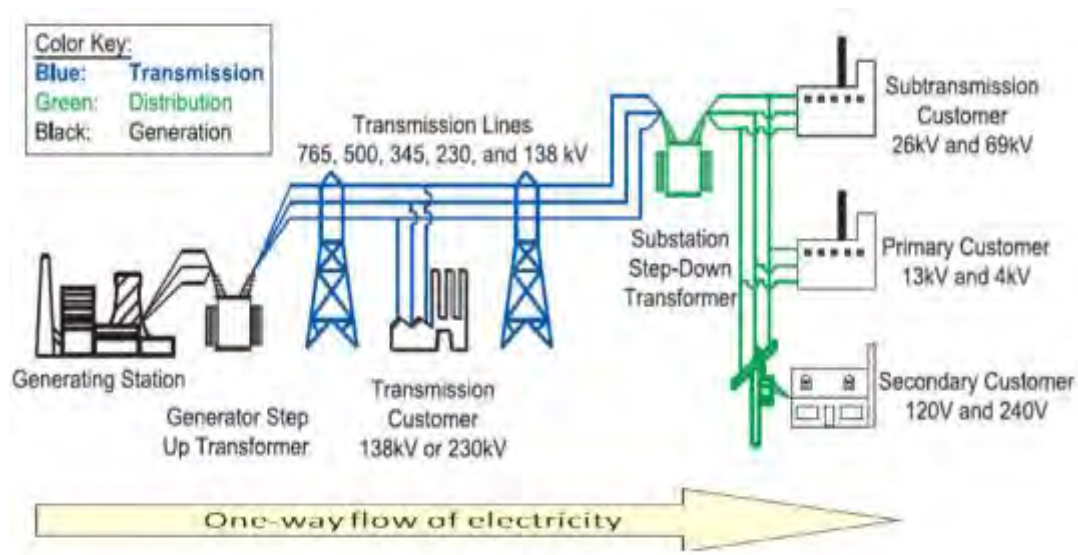 Color Key:
Blue: Transmission
Green: Distribution
Black: Generation
Transmission Lines
765, 500, 345, 230, and 138 kV
Subtransmission
Customer
26kV and 69kV
Substation
Step-Down
Transformer
Primary Customer
13kV and 4kV
Generating Station
Generator Step
Up Transformer
Transmission
Customer
138kV or 230kV
Secondary Customer
120V and 240V
One-way flow of electricity